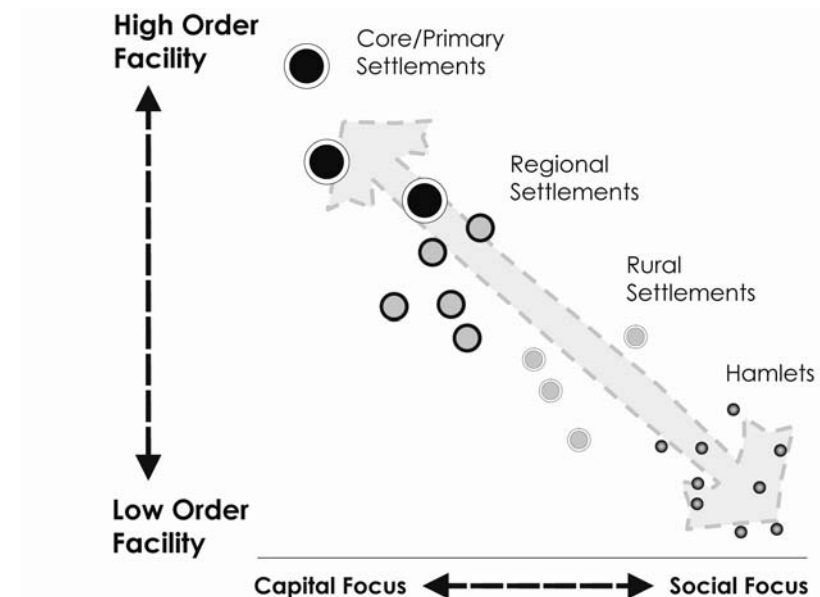 High Order
Facility
Core/Primary
Settlements
Regional
Settlements
Rural
Settlements
Hamlets
Low Order
Facility
Capital Focus
Social Focus